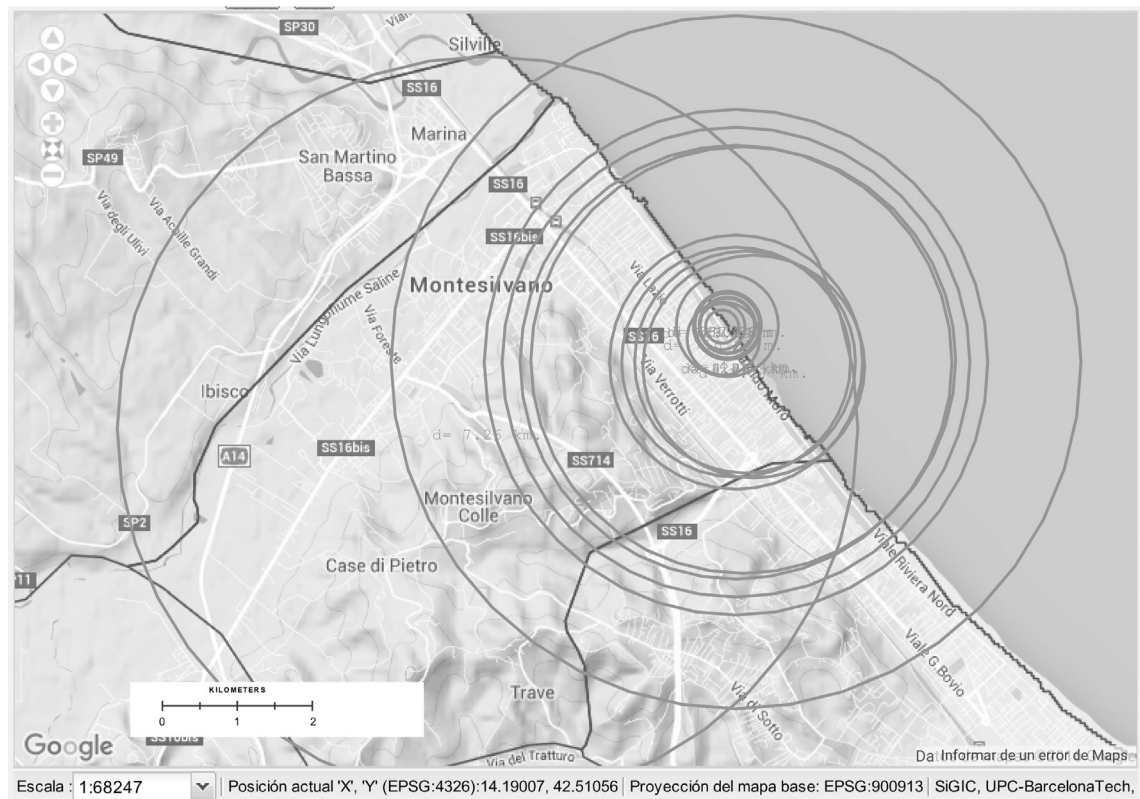 SP30
Silville
SS16
Marina
SP49
San Martino
Bassa
SS16
Via degli Ulivi
Via Achille Grandi
SS16bis
Via Lazio
Montesilvano
Via Lungofiume Saline
Via Foreste
SS16
Via Verrotti
Ibisco
d= 7.26 km.
A14
SS16bis
SS714
Montesilvano
Colle
SP2
SS16
Viale Riviera Nord
Case di Pietro
11
Viale G.Bovio
KILOMETERS
0 1 2
Trave
Via di Sotto
Google
Via del Tratturo
Informar de un error de Maps
Escala : 1:68247 Posición actual 'X', 'Y' (EPSG:4326):14.19007, 42.51056 Proyección del mapa base: EPSG:900913 SiGIC, UPC-BarcelonaTech,